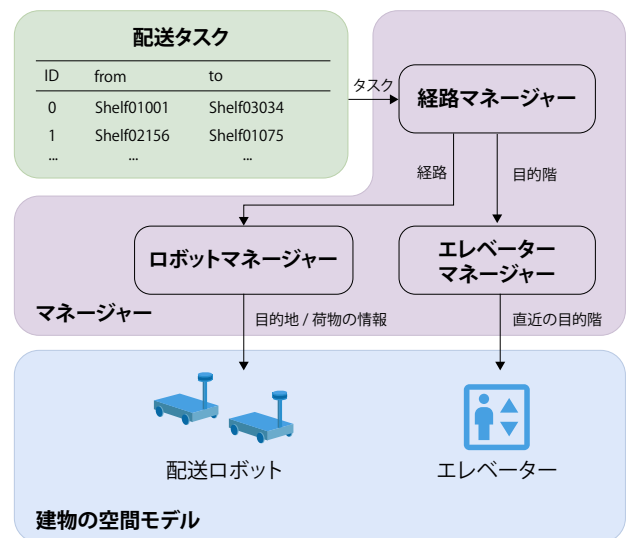 配送タスク
ID from to
0 Shelf01001 Shelf03034
1 Shelf02156 Shelf01075
... ... ...
タスク
経路マネージャー
経路
目的階
ロボットマネージャー
エレベーター
マネージャー
マネージャー
目的地 / 荷物の情報
直近の目的階
配送ロボット
エレベーター
建物の空間モデル